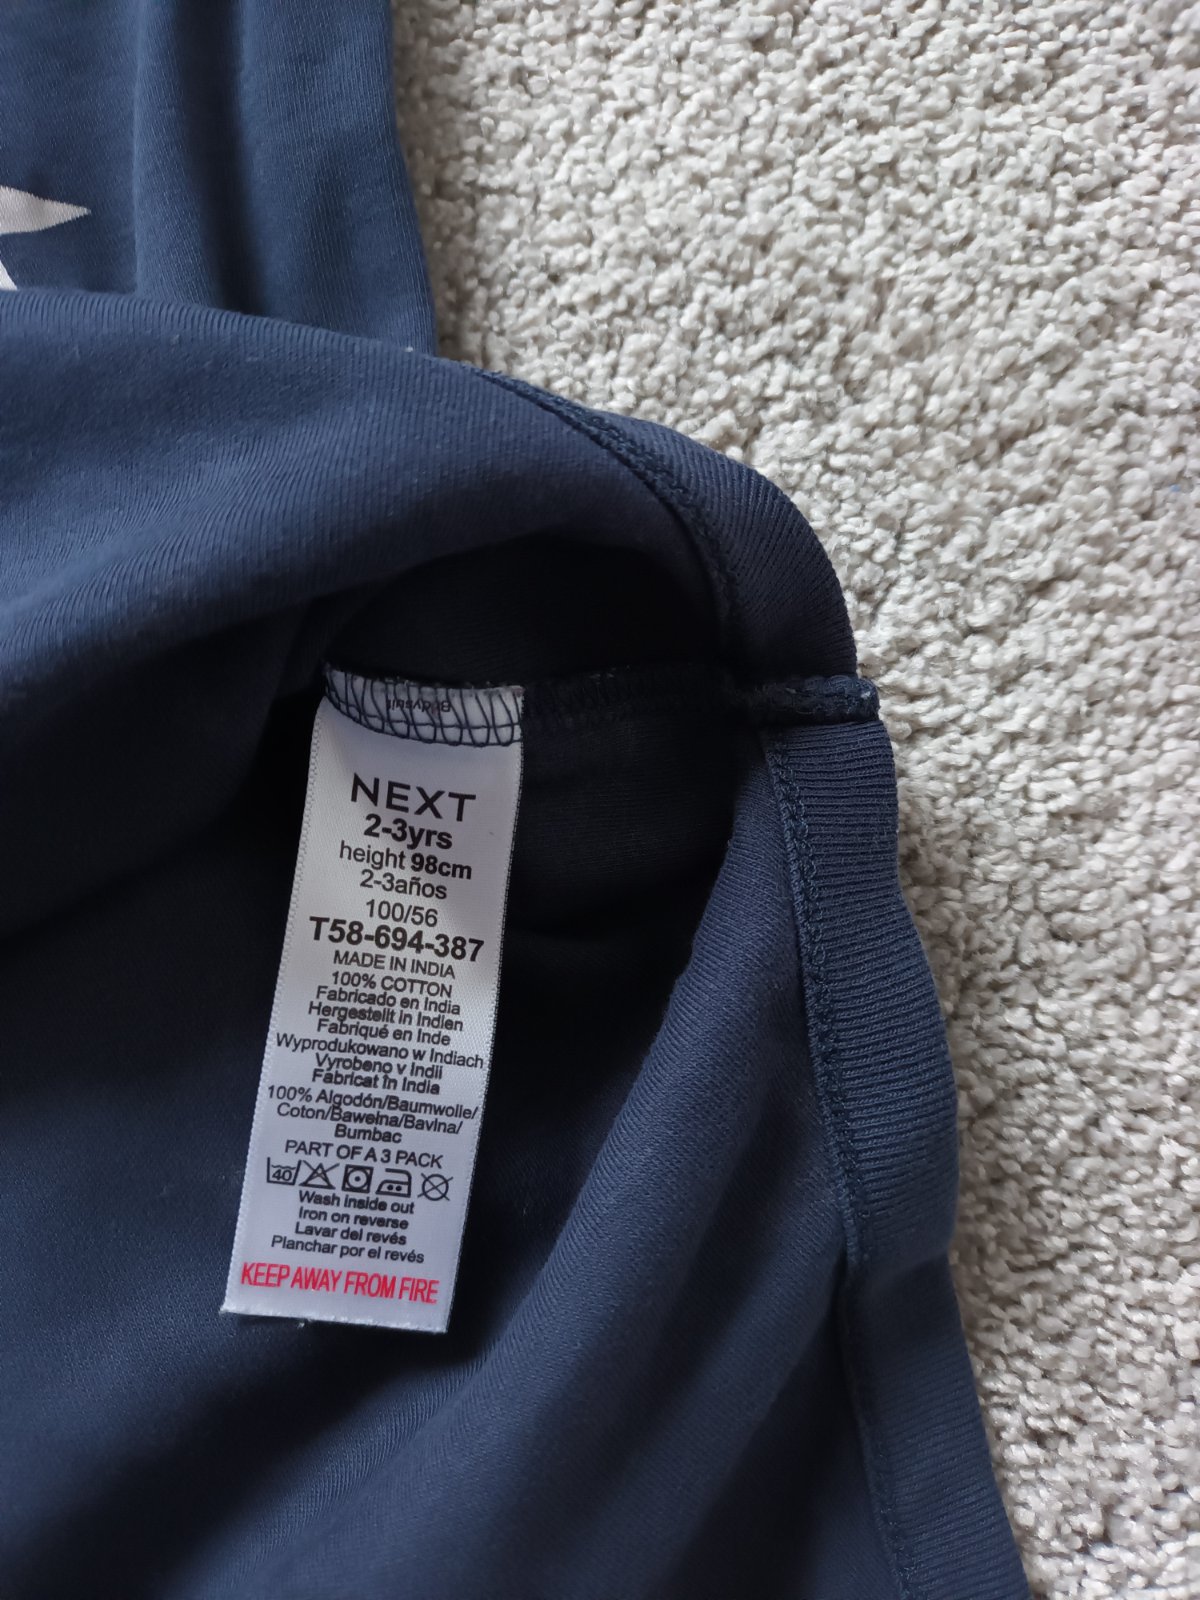 Bodysuit
NEXT
2-3yrs
height 98cm
2-3años
100/56
T58-694-387
MADE IN INDIA
100% COTTON
Fabricado en India
Hergestellt in Indien
Fabriqué en Inde
Wyprodukowano w Indiach
Vyrobeno v Indii
Fabricat în India
100% Algodón/Baumwolle/
Coton/Bawełna/Bavlna/
Bumbac
PART OF A 3 PACK
40
Wash inside out
Iron on reverse
Lavar del revés
Planchar por el revés
KEEP AWAY FROM FIRE